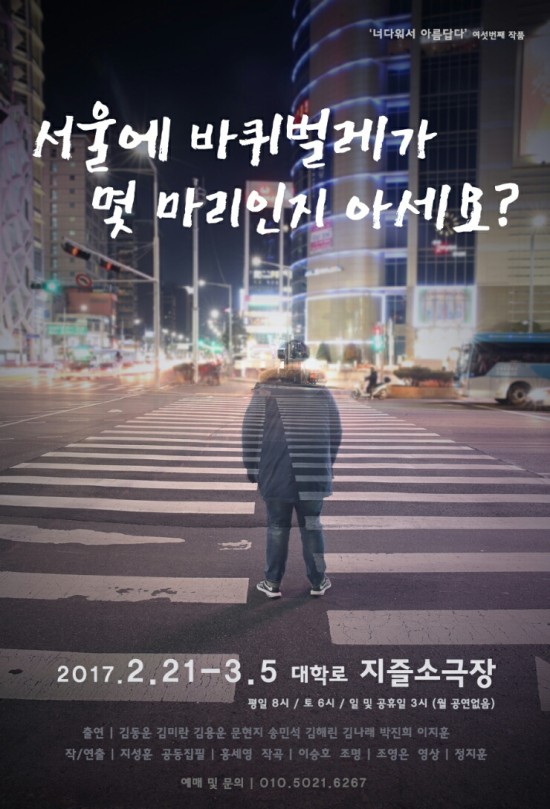 '너다워서 아름답다' 여섯번째 작품
서울에 바퀴벌레가
몇 마리인지 아세요?
2017.2.21-3.5 대학로 지즐소극장
평일 8시 / 토 6시 / 일 및 공휴일 3시 (월 공연없음)
출연 | 김동운 김미란 김용운 문현지 송민석 김혜린 김나래 박진희 이지훈
작/연출 | 지성훈 공동집필 | 홍세영 작곡 | 이승호 조명 | 조영은 영상 | 정지훈
예매 및 문의 | 010.5021.6267